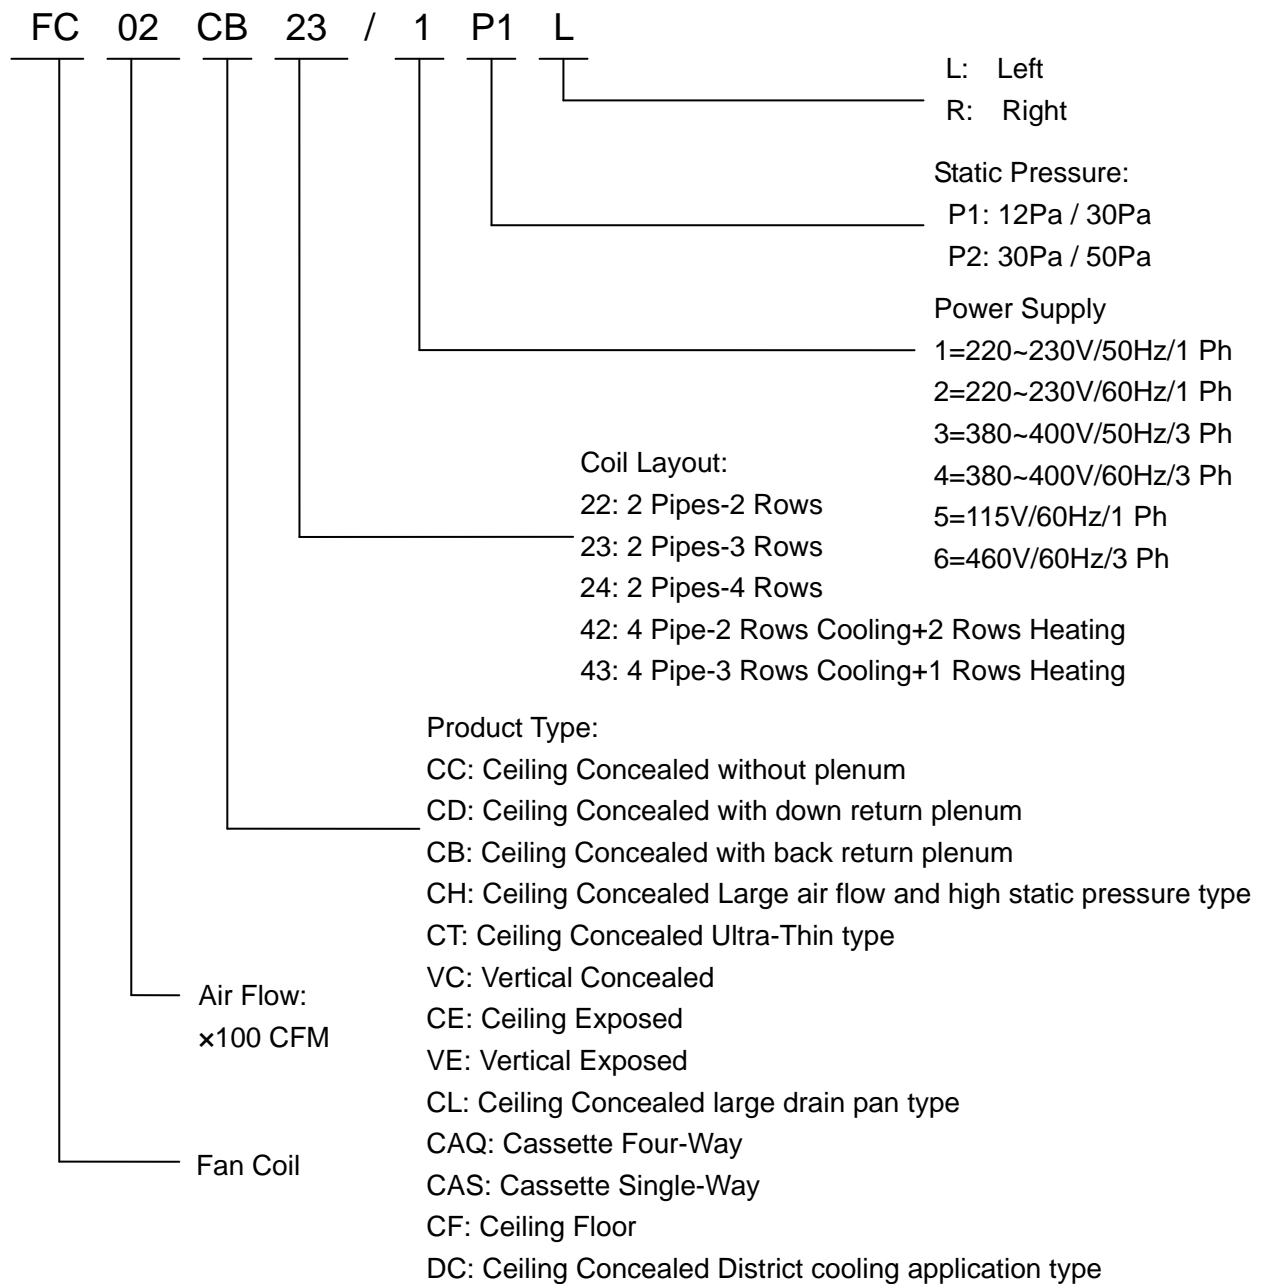 FC 02 CB 23 / 1 P1 L
L: Left
R: Right
Static Pressure:
P1: 12Pa / 30Pa
P2: 30Pa / 50Pa
Power Supply
1=220~230V/50Hz/1 Ph
2=220~230V/60Hz/1 Ph
3=380~400V/50Hz/3 Ph
4=380~400V/60Hz/3 Ph
5=115V/60Hz/1 Ph
6=460V/60Hz/3 Ph
Coil Layout:
22: 2 Pipes-2 Rows
23: 2 Pipes-3 Rows
24: 2 Pipes-4 Rows
42: 4 Pipe-2 Rows Cooling+2 Rows Heating
43: 4 Pipe-3 Rows Cooling+1 Rows Heating
Product Type:
CC: Ceiling Concealed without plenum
CD: Ceiling Concealed with down return plenum
CB: Ceiling Concealed with back return plenum
CH: Ceiling Concealed Large air flow and high static pressure type
CT: Ceiling Concealed Ultra-Thin type
VC: Vertical Concealed
CE: Ceiling Exposed
VE: Vertical Exposed
CL: Ceiling Concealed large drain pan type
CAQ: Cassette Four-Way
CAS: Cassette Single-Way
CF: Ceiling Floor
DC: Ceiling Concealed District cooling application type
Air Flow:
×100 CFM
Fan Coil